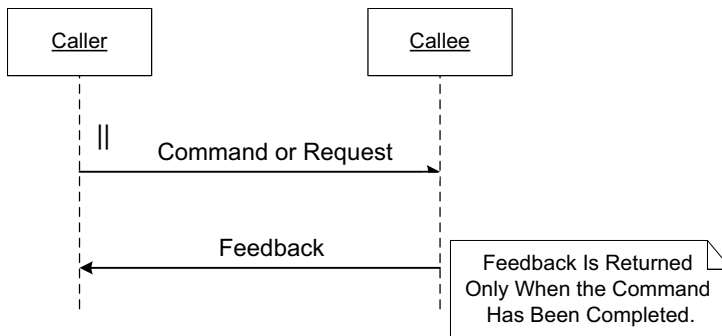 Caller
Callee
||
Command or Request
Feedback
Feedback Is Returned
Only When the Command
Has Been Completed.